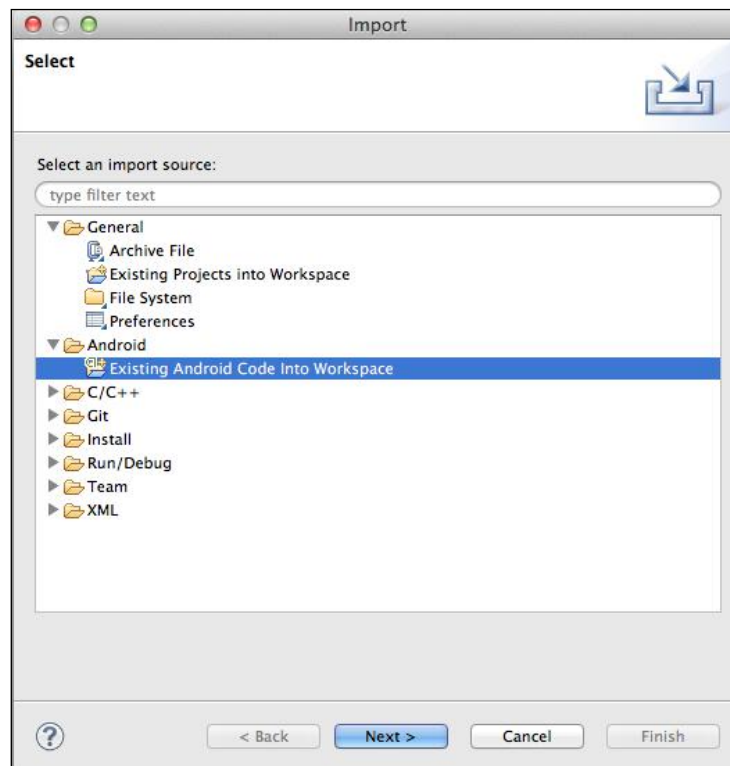 Import
Select
Select an import source:
type filter text
General
Archive File
Existing Projects into Workspace
File System
Preferences
Android
Existing Android Code Into Workspace
C/C++
Git
Install
Run/Debug
Team
XML
?
< Back
Next >
Cancel
Finish